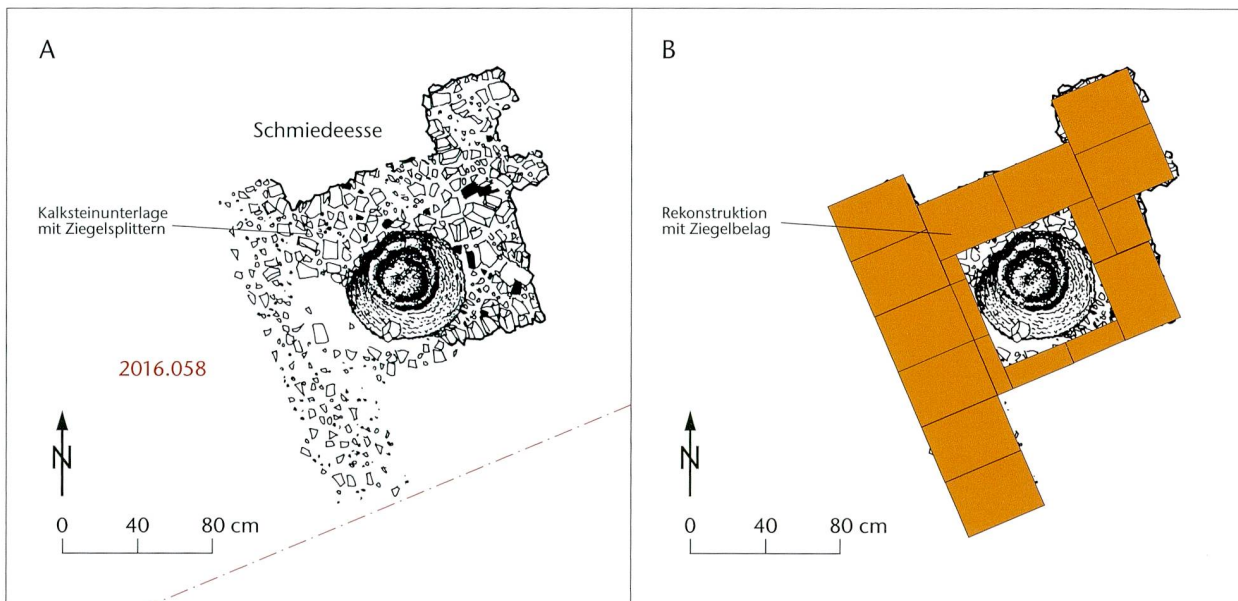 A
Schmiedeesse
Kalksteinunterlage
mit Ziegelsplittern
2016.058
N
0 40 80 cm
B
Rekonstruktion
mit Ziegelbelag
N
0 40 80 cm